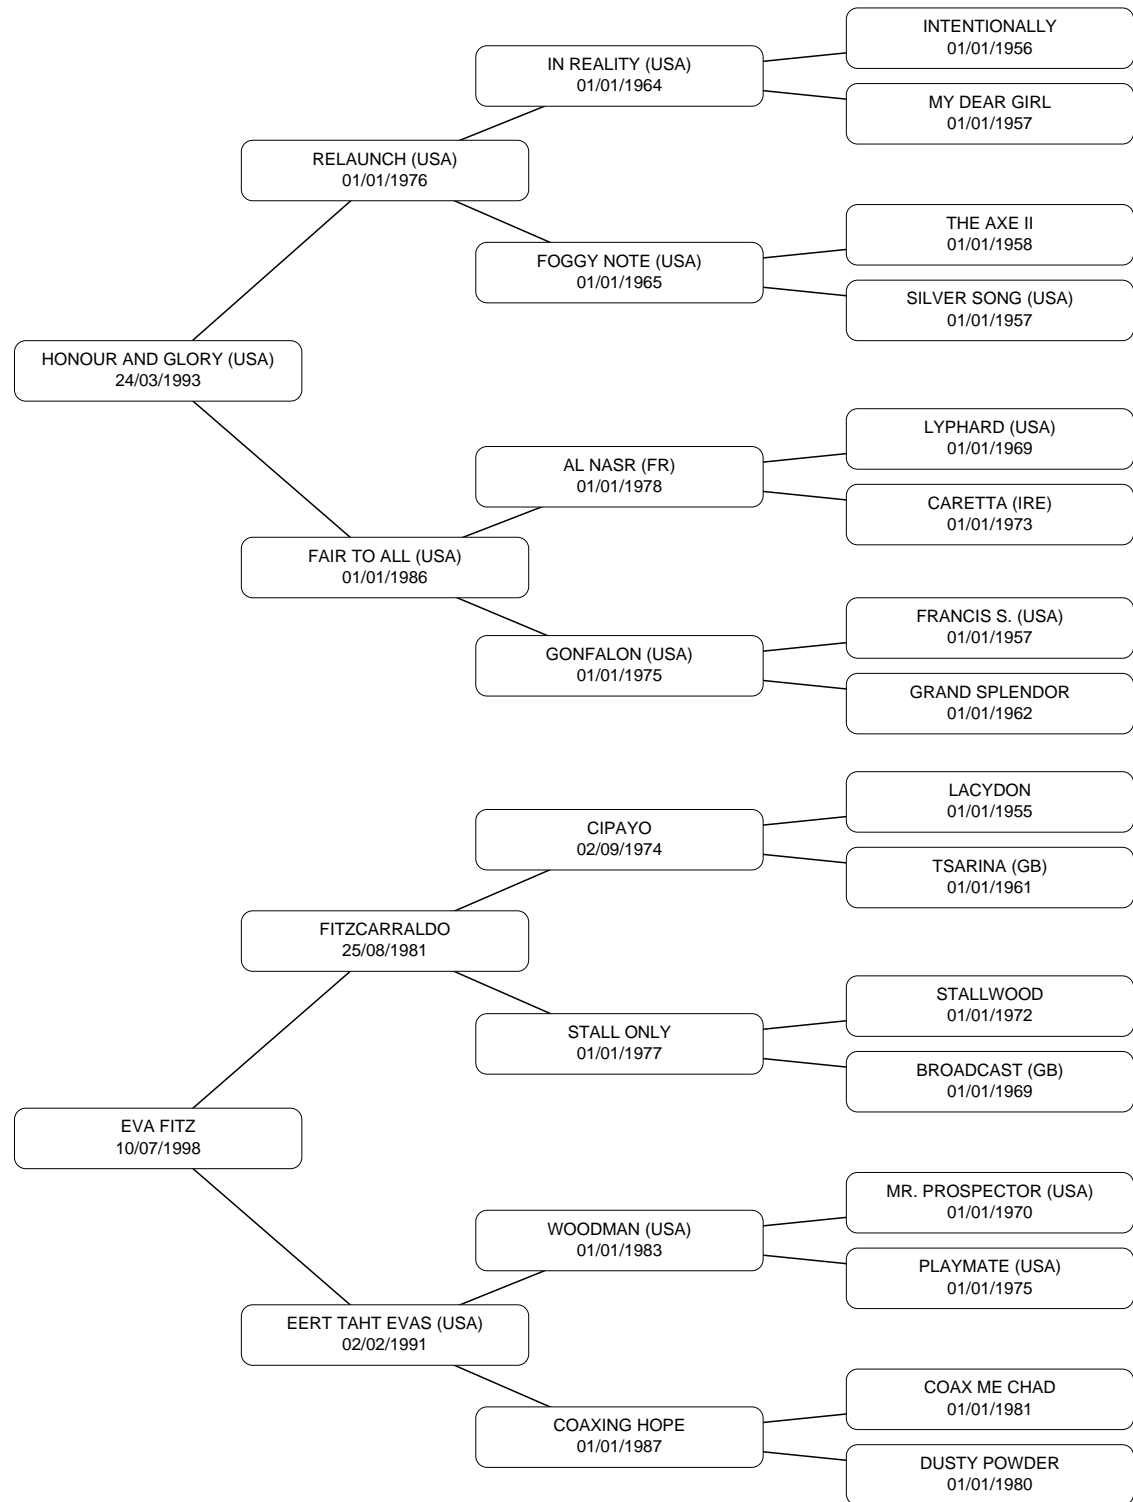 INTENTIONALLY
01/01/1956
IN REALITY (USA)
01/01/1964
MY DEAR GIRL
01/01/1957
RELAUNCH (USA)
01/01/1976
THE AXE II
01/01/1958
FOGGY NOTE (USA)
01/01/1965
SILVER SONG (USA)
01/01/1957
HONOUR AND GLORY (USA)
24/03/1993
LYPHARD (USA)
01/01/1969
AL NASR (FR)
01/01/1978
CARETTA (IRE)
01/01/1973
FAIR TO ALL (USA)
01/01/1986
FRANCIS S. (USA)
01/01/1957
GONFALON (USA)
01/01/1975
GRAND SPLENDOR
01/01/1962
LACYDON
01/01/1955
CIPAYO
02/09/1974
TSARINA (GB)
01/01/1961
FITZCARRALDO
25/08/1981
STALLWOOD
01/01/1972
STALL ONLY
01/01/1977
BROADCAST (GB)
01/01/1969
EVA FITZ
10/07/1998
MR. PROSPECTOR (USA)
01/01/1970
WOODMAN (USA)
01/01/1983
PLAYMATE (USA)
01/01/1975
EERT TAHT EVAS (USA)
02/02/1991
COAX ME CHAD
01/01/1981
COAXING HOPE
01/01/1987
DUSTY POWDER
01/01/1980